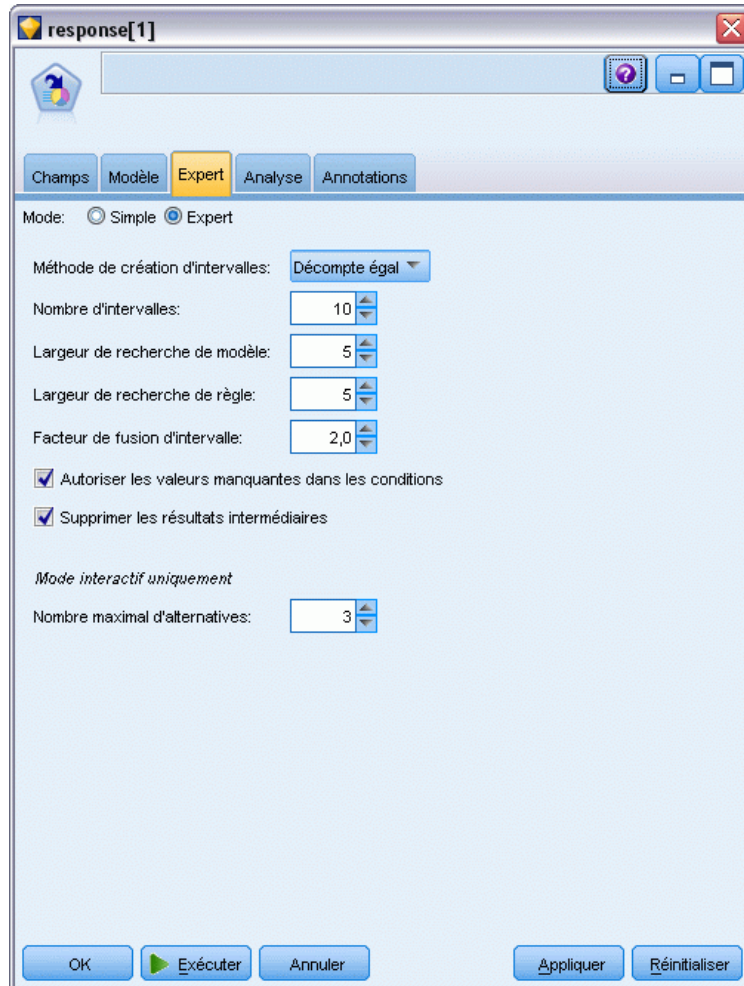 response[1]
Champs Modèle Expert Analyse Annotations
Mode: Simple Expert
Méthode de création d'intervalles: Décompte égal
Nombre d'intervalles: 10
Largeur de recherche de modèle: 5
Largeur de recherche de règle: 5
Facteur de fusion d'intervalle: 2,0
Autoriser les valeurs manquantes dans les conditions
Supprimer les résultats intermédiaires
Mode interactif uniquement
Nombre maximal d'alternatives: 3
OK Exécuter Annuler Appliquer Réinitialiser